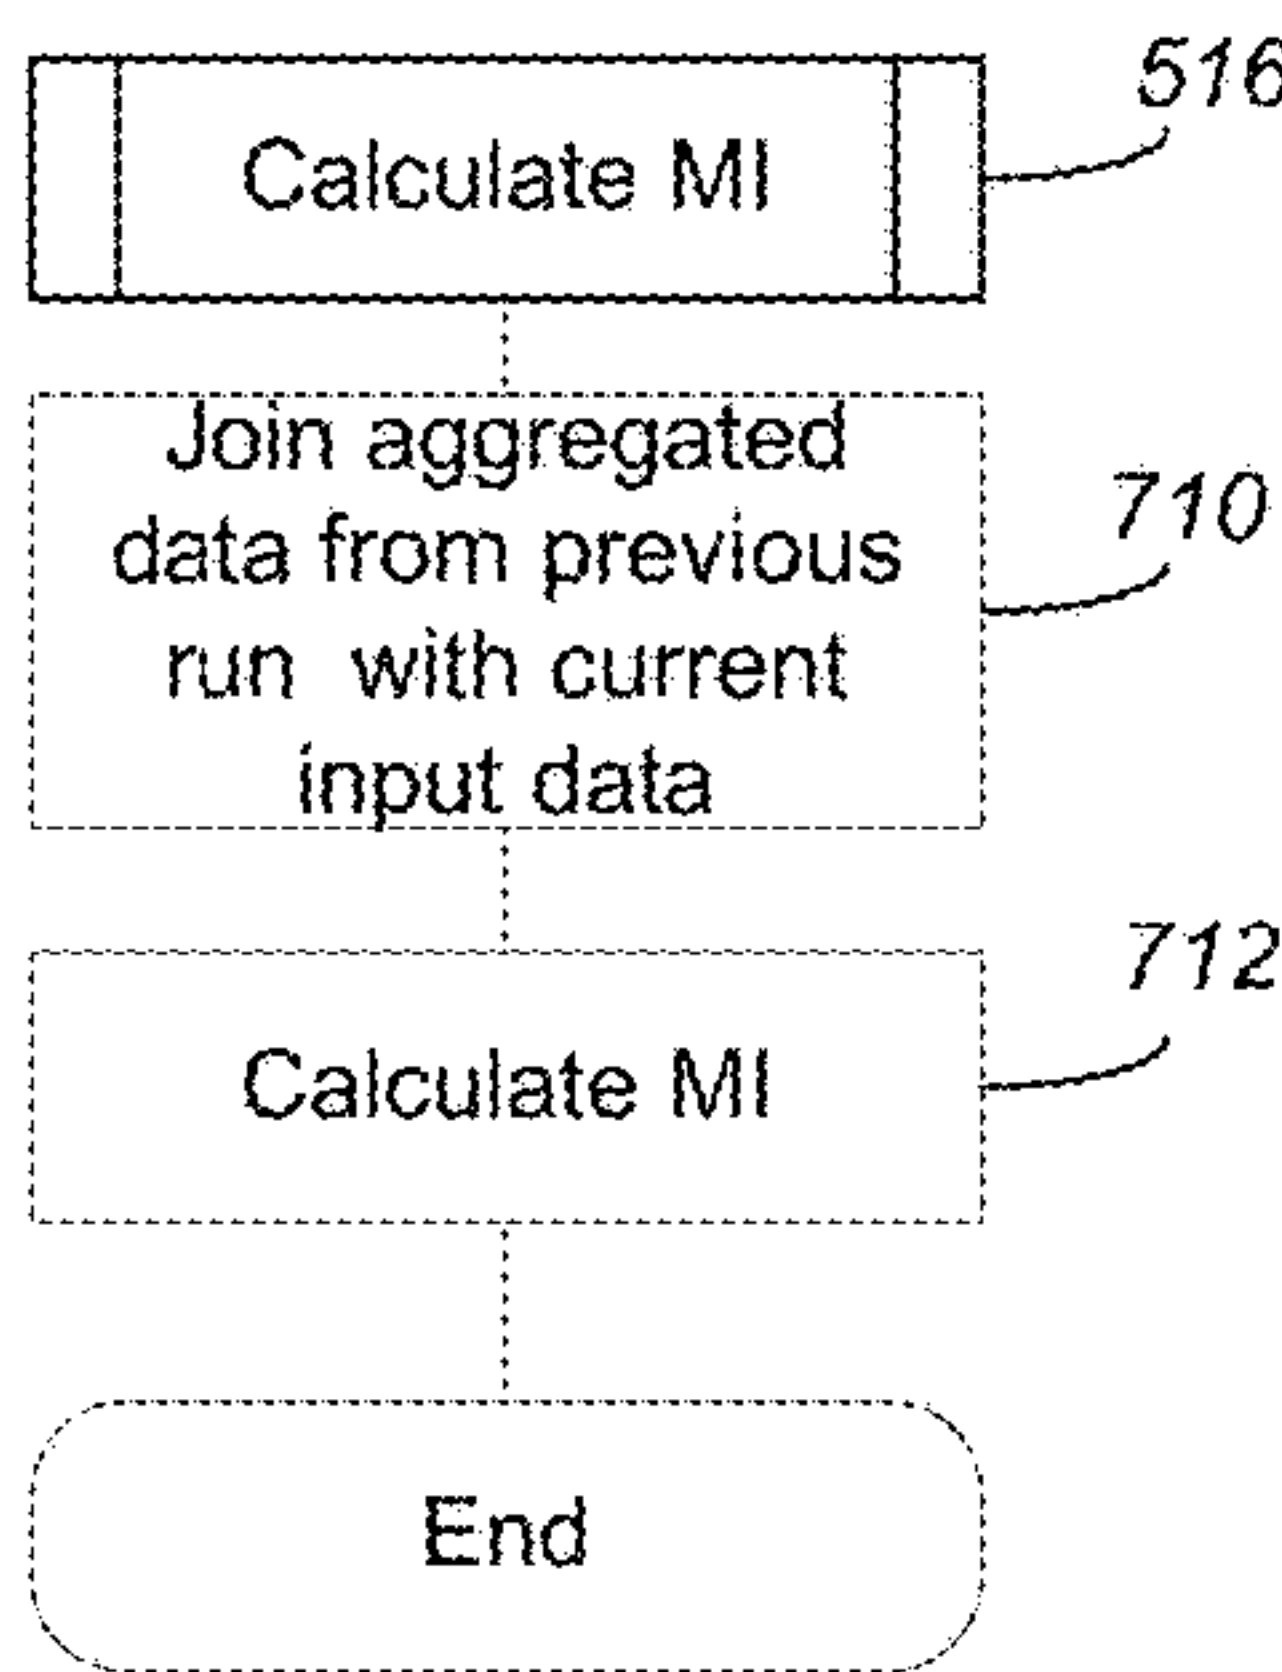 Calculate MI
516
Join aggregated
data from previous
run with current
input data
710
Calculate MI
712
End